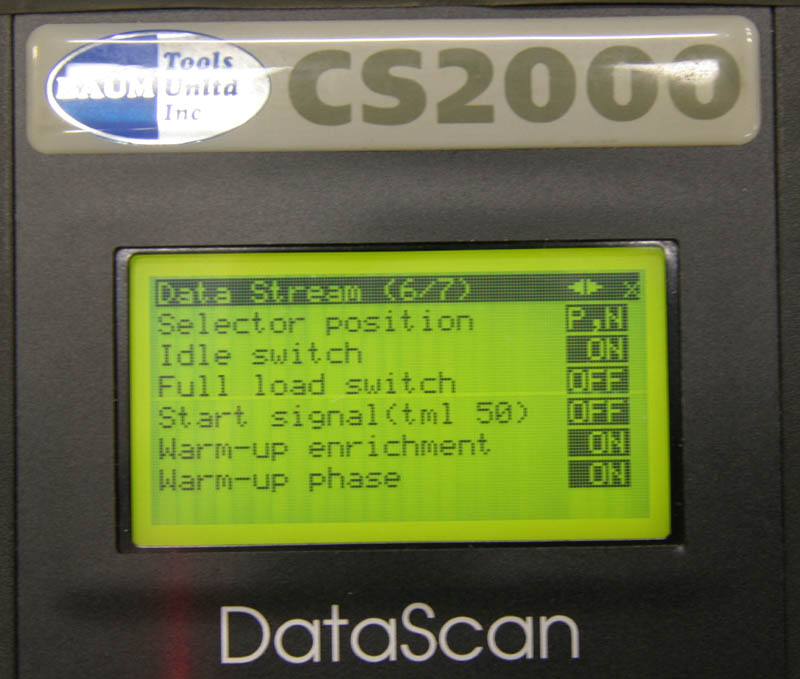 BAUM Tools Unltd Inc
CS2000
Data Stream (6/7)
Selector position P,N
Idle switch ON
Full load switch OFF
Start signal(tml 50) OFF
Warm-up enrichment ON
Warm-up phase ON
DataScan